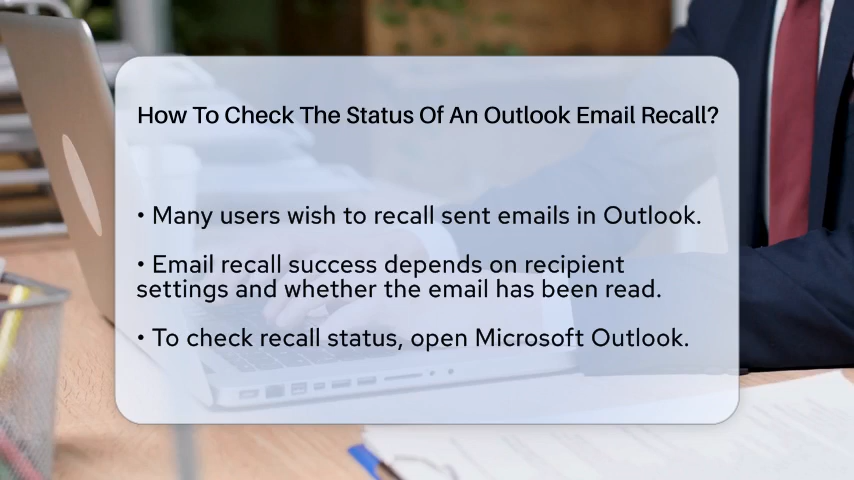 How To Check The Status Of An Outlook Email Recall?
• Many users wish to recall sent emails in Outlook.
• Email recall success depends on recipient
settings and whether the email has been read.
• To check recall status, open Microsoft Outlook.